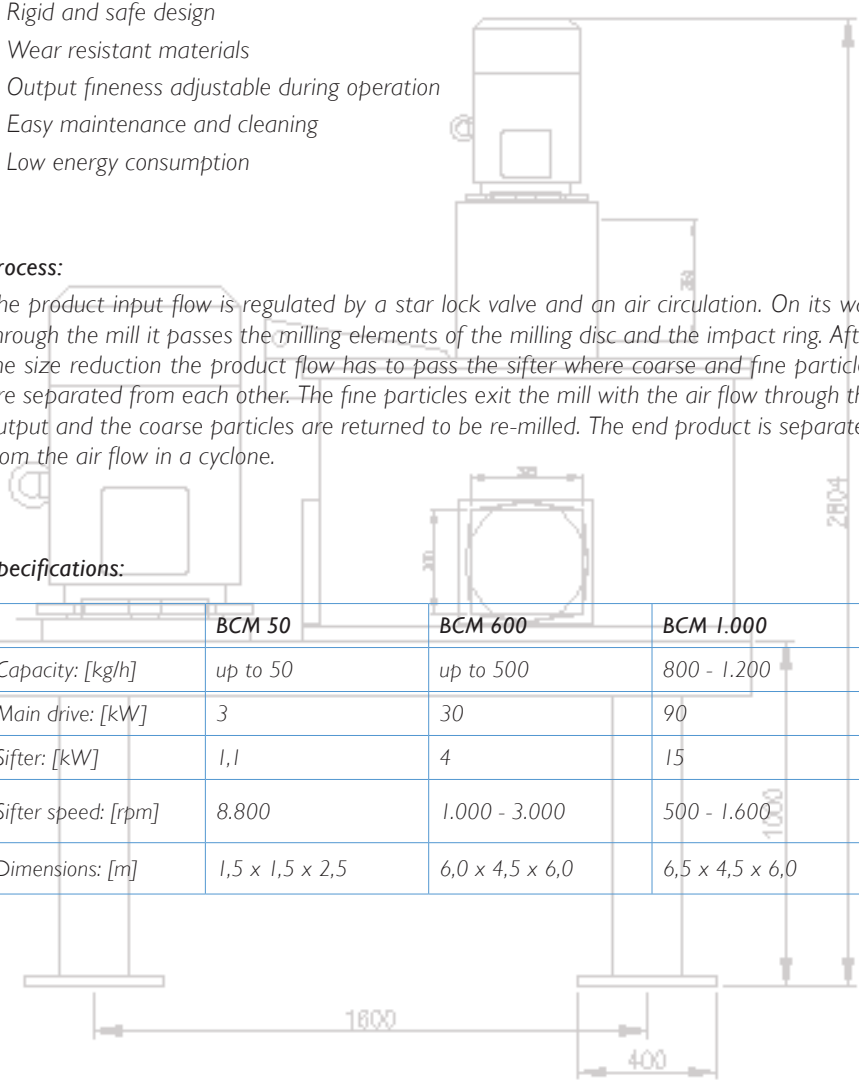 Rigid and safe design
Wear resistant materials
Output fineness adjustable during operation
Easy maintenance and cleaning
Low energy consumption
rocess:
he product input flow is regulated by a star lock valve and an air circulation. On its wa
hrough the mill it passes the milling elements of the milling disc and the impact ring. Aft
he size reduction the product flow has to pass the sifter where coarse and fine particle
re separated from each other. The fine particles exit the mill with the air flow through th
utput and the coarse particles are returned to be re-milled. The end product is separate
om the air flow in a cyclone.
2804
pecifications:
BCM 50 BCM 600 BCM 1.000
Capacity: [kg/h] up to 50 up to 500 800 - 1.200
Main drive: [kW] 3 30 90
Sifter: [kW] 1,1 4 15
Sifter speed: [rpm] 8.800 1.000 - 3.000 500 - 1.600
Dimensions: [m] 1,5 x 1,5 x 2,5 6,0 x 4,5 x 6,0 6,5 x 4,5 x 6,0
1000
1600
400